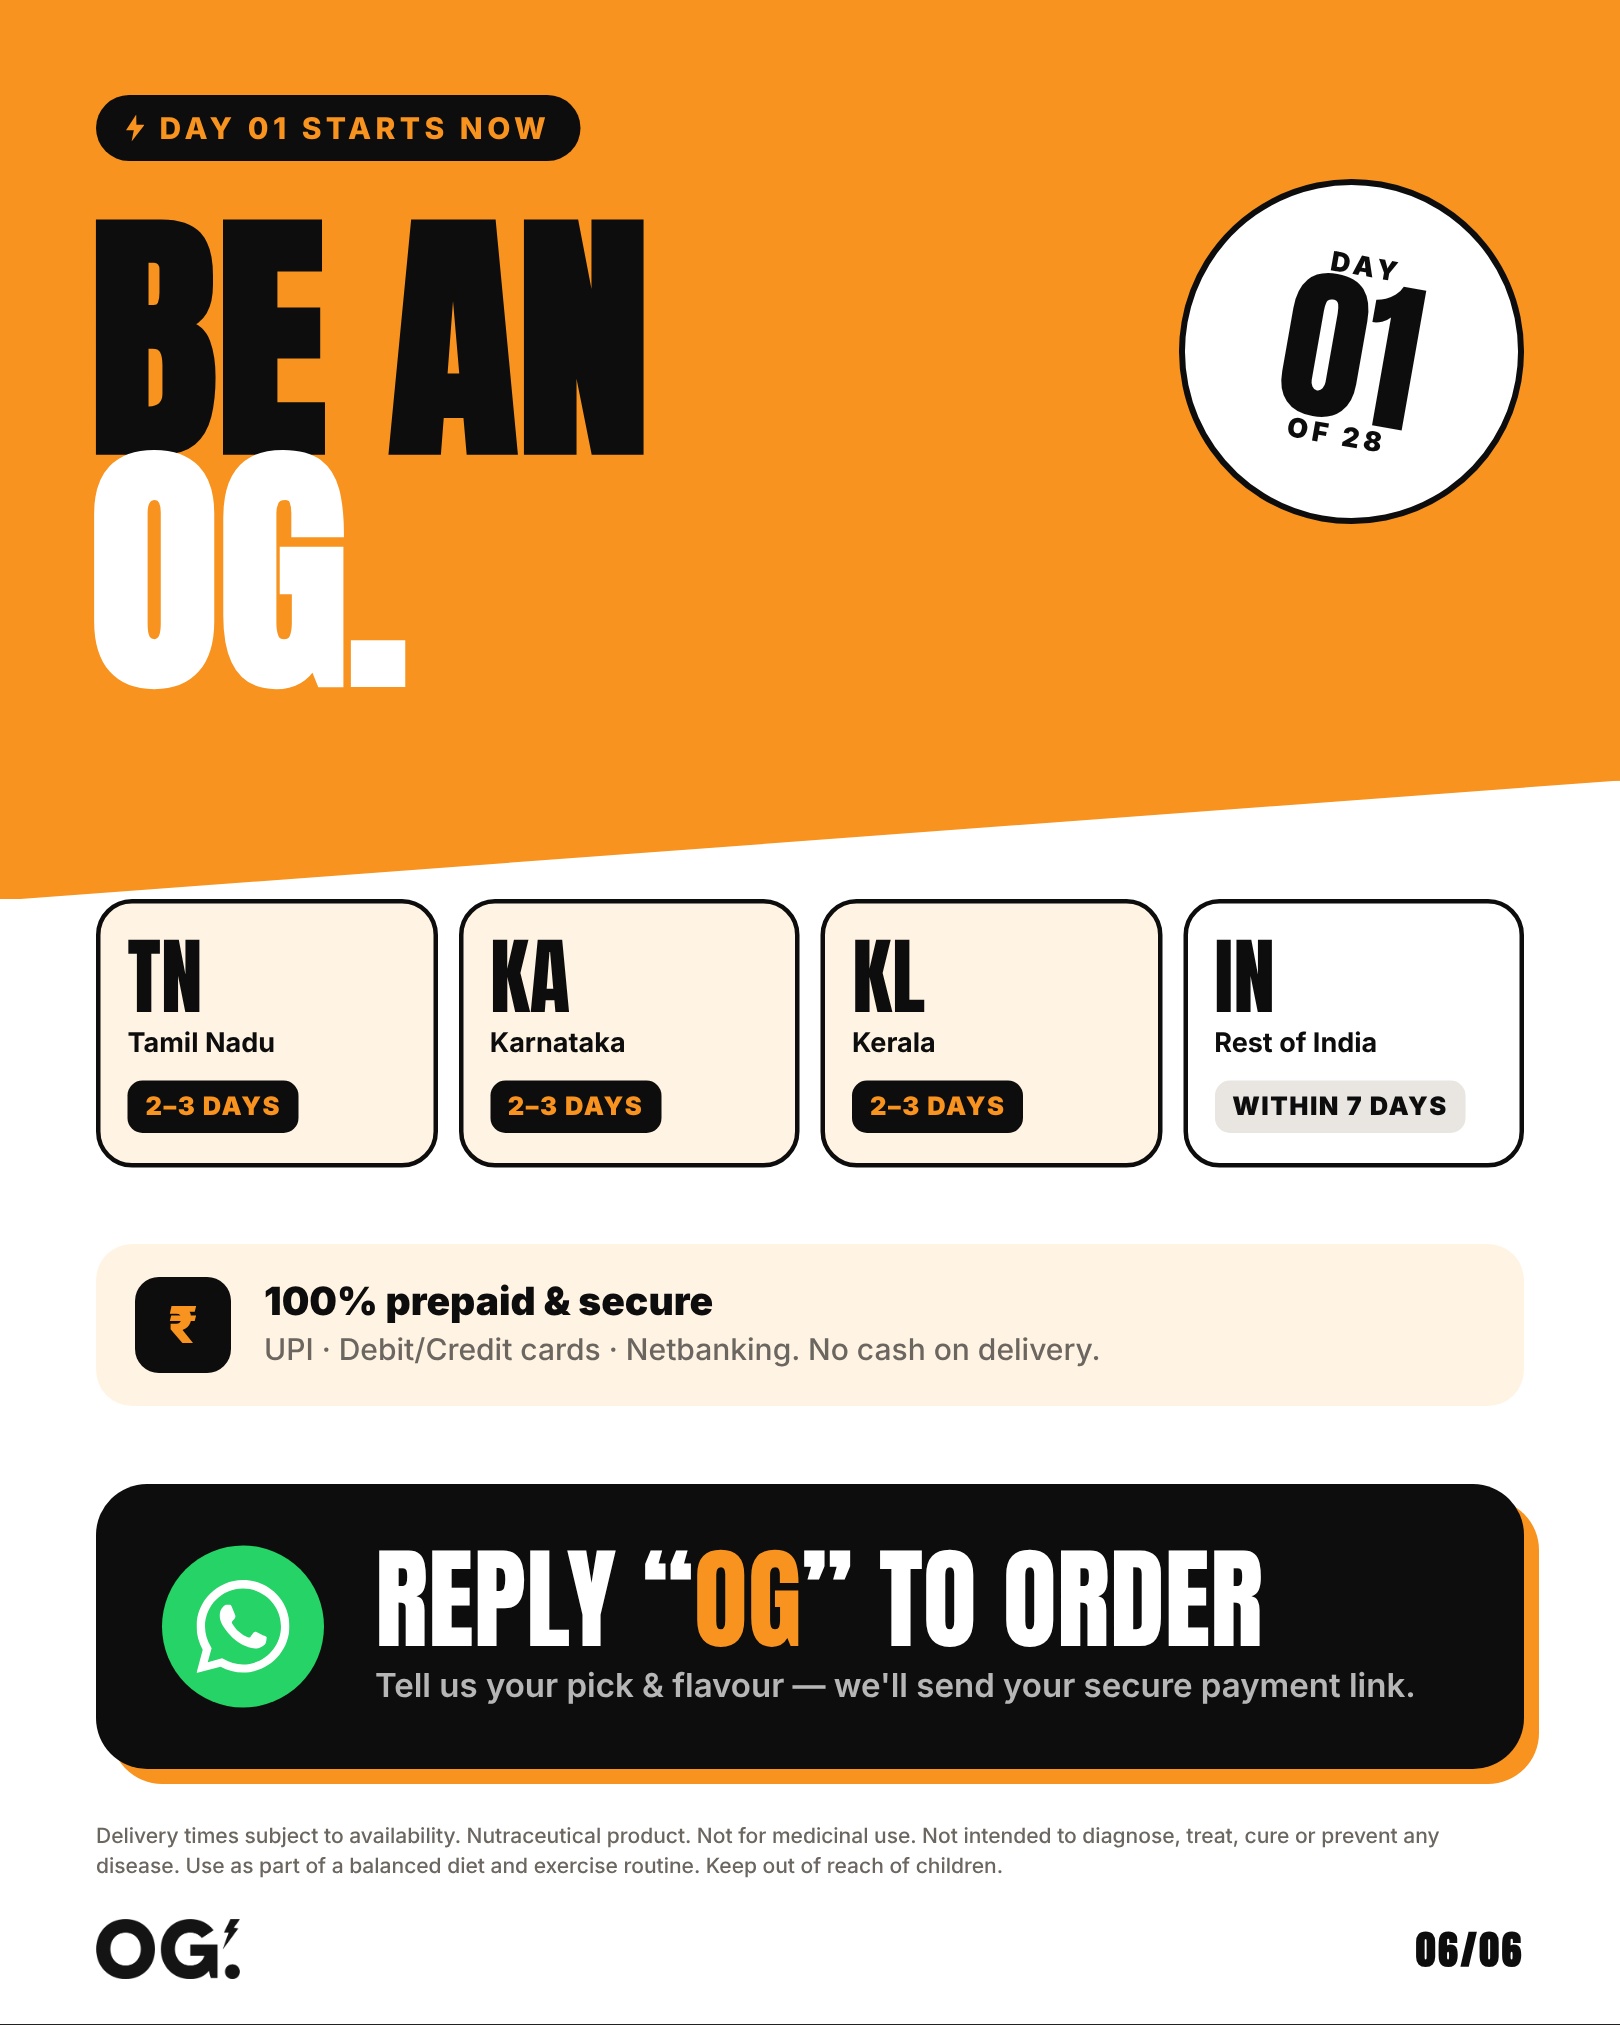 DAY 01 STARTS NOW
BE AN
OG.
DAY
01
OF 28
TN
Tamil Nadu
2–3 DAYS
KA
Karnataka
2–3 DAYS
KL
Kerala
2–3 DAYS
IN
Rest of India
WITHIN 7 DAYS
₹
100% prepaid & secure
UPI · Debit/Credit cards · Netbanking. No cash on delivery.
REPLY “OG” TO ORDER
Tell us your pick & flavour — we'll send your secure payment link.
Delivery times subject to availability. Nutraceutical product. Not for medicinal use. Not intended to diagnose, treat, cure or prevent any
disease. Use as part of a balanced diet and exercise routine. Keep out of reach of children.
OG.
06/06